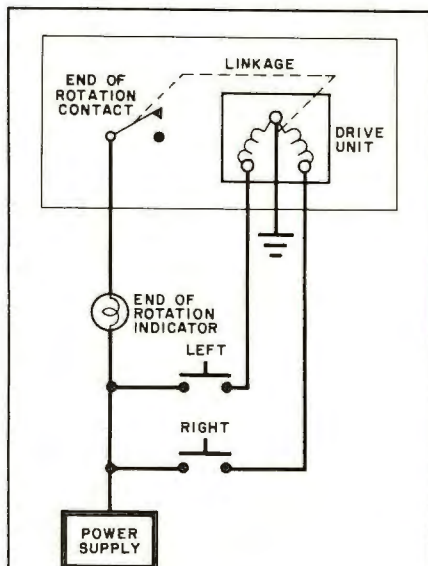 LINKAGE
END OF
ROTATION
CONTACT
DRIVE
UNIT
END OF
ROTATION
INDICATOR
LEFT
RIGHT
POWER
SUPPLY